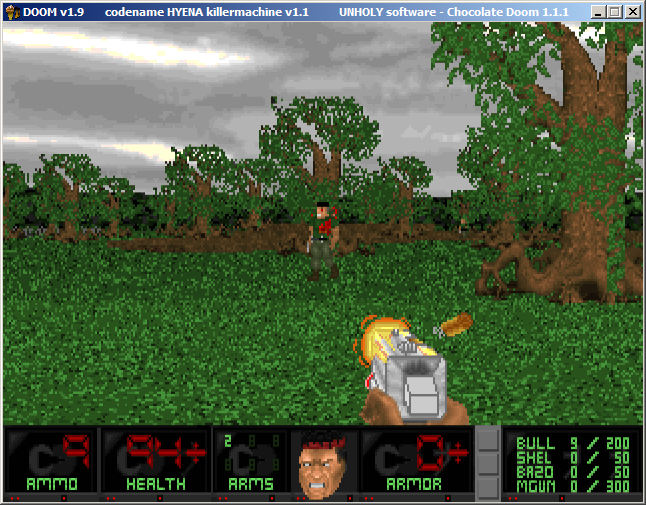 DOOM v1.9 codename HYENA killermachine v1.1 UNHOLY software - Chocolate Doom 1.1.1
9 94+ 2 0+
AMMO HEALTH ARMS ARMOR
BULL 9 / 200
SHEL 0 / 50
BAZO 0 / 50
MGUN 0 / 300